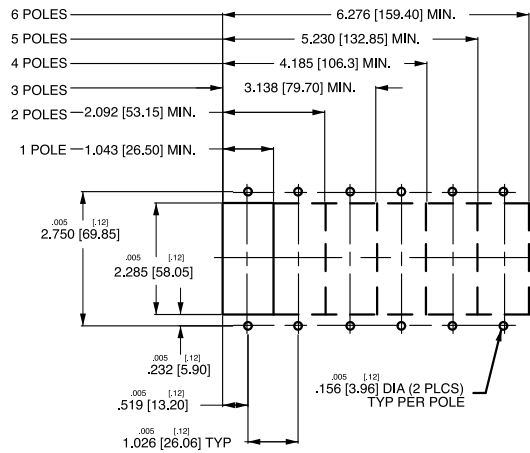 6 POLES 6.276 [159.40] MIN.
5 POLES 5.230 [132.85] MIN.
4 POLES 4.185 [106.3] MIN.
3 POLES 3.138 [79.70] MIN.
2 POLES 2.092 [53.15] MIN.
1 POLE 1.043 [26.50] MIN.
.005 [.12]
2.750 [69.85]
.005 [.12]
2.285 [58.05]
.005 [.12]
.232 [5.90]
.005 [.12]
.519 [13.20]
.005 [.12]
1.026 [26.06] TYP
.005 [.12]
.156 [3.96] DIA (2 PLCS)
TYP PER POLE